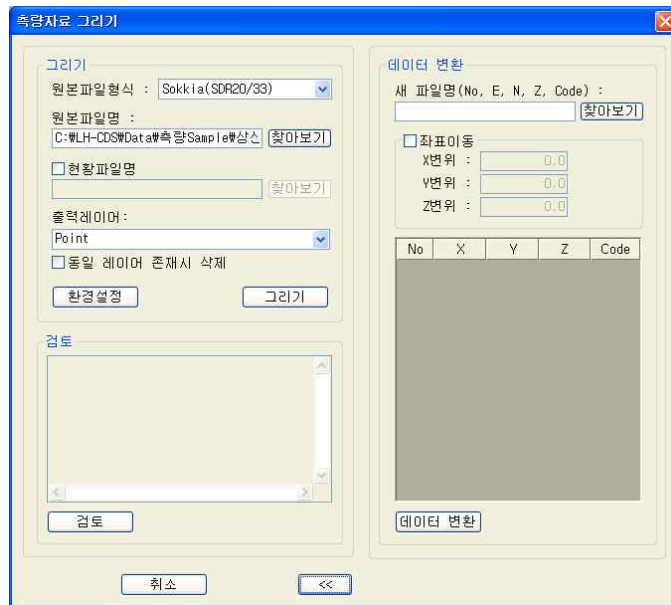 측량자료 그리기
그리기
원본파일형식 : Sokkia(SDR20/33)
원본파일명 :
C:₩LH-CDS₩Data₩측량Sample₩상신 찾아보기
현황파일명
찾아보기
출력레이어:
Point
동일 레이어 존재시 삭제
환경설정 그리기
검토
검토
데이터 변환
새 파일명(No, E, N, Z, Code) :
찾아보기
좌표이동
X변위 : 0.0
Y변위 : 0.0
Z변위 : 0.0
No X Y Z Code
데이터 변환
취소 <<